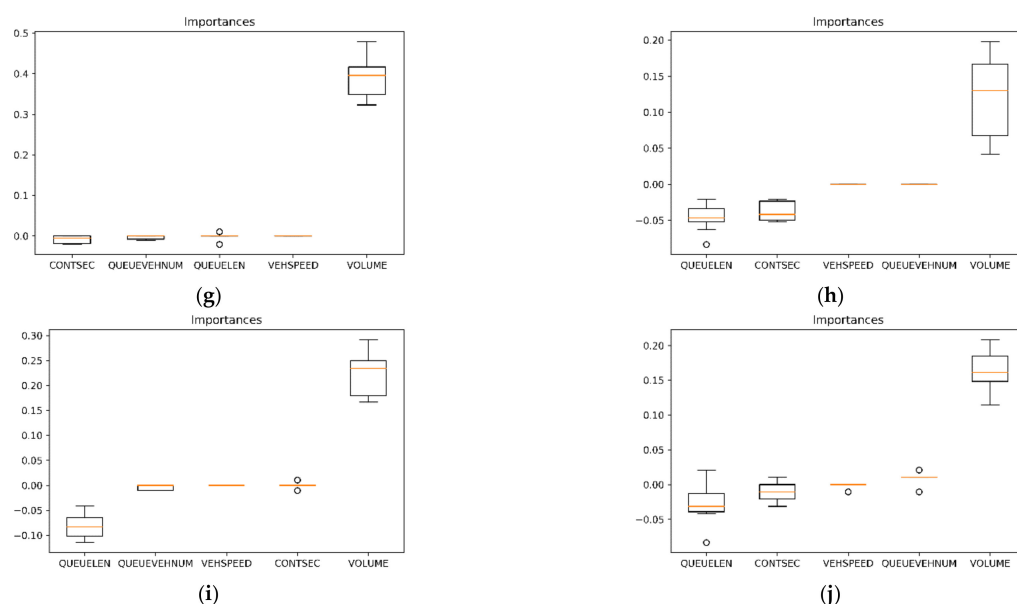 Importances
0.5
0.4
0.3
0.2
0.1
0.0
CONTSEC QUEUEVEHNUM QUEUELEN VEHSPEED VOLUME
(g)
Importances
0.20
0.15
0.10
0.05
0.00
−0.05
QUEUELEN CONTSEC VEHSPEED QUEUEVEHNUM VOLUME
(h)
Importances
0.30
0.25
0.20
0.15
0.10
0.05
0.00
−0.05
−0.10
QUEUELEN QUEUEVEHNUM VEHSPEED CONTSEC VOLUME
(i)
Importances
0.20
0.15
0.10
0.05
0.00
−0.05
QUEUELEN CONTSEC VEHSPEED QUEUEVEHNUM VOLUME
(j)